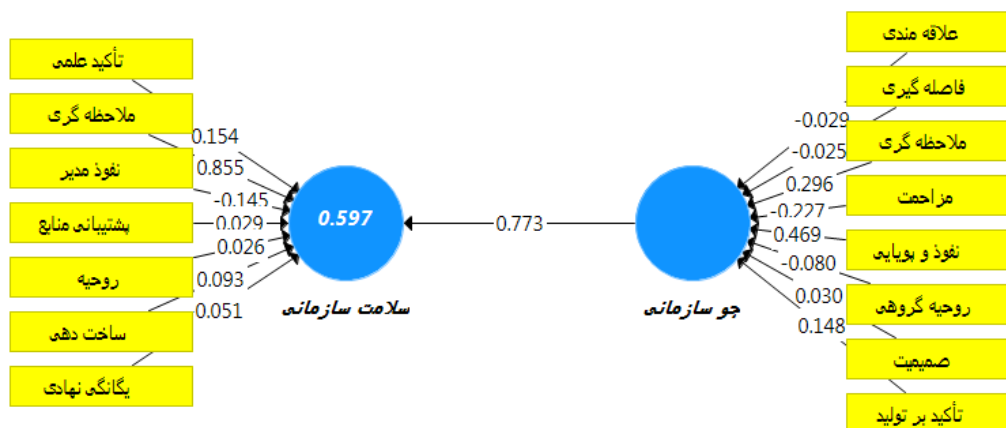 تأکید علمی
ملاحظه گری
نفوذ مدیر
پشتیبانی منابع
روحیه
ساخت دهی
یگانگی نهادی
0.154
0.855
-0.145
0.029
0.026
0.093
0.051
0.597
سلامت سازمانی
0.773
جو سازمانی
-0.029
-0.025
0.296
-0.227
0.469
-0.080
0.030
0.148
علاقه مندی
فاصله گیری
ملاحظه گری
مزاحمت
نفوذ و پویایی
روحیه گروهی
صمیمیت
تأکید بر تولید